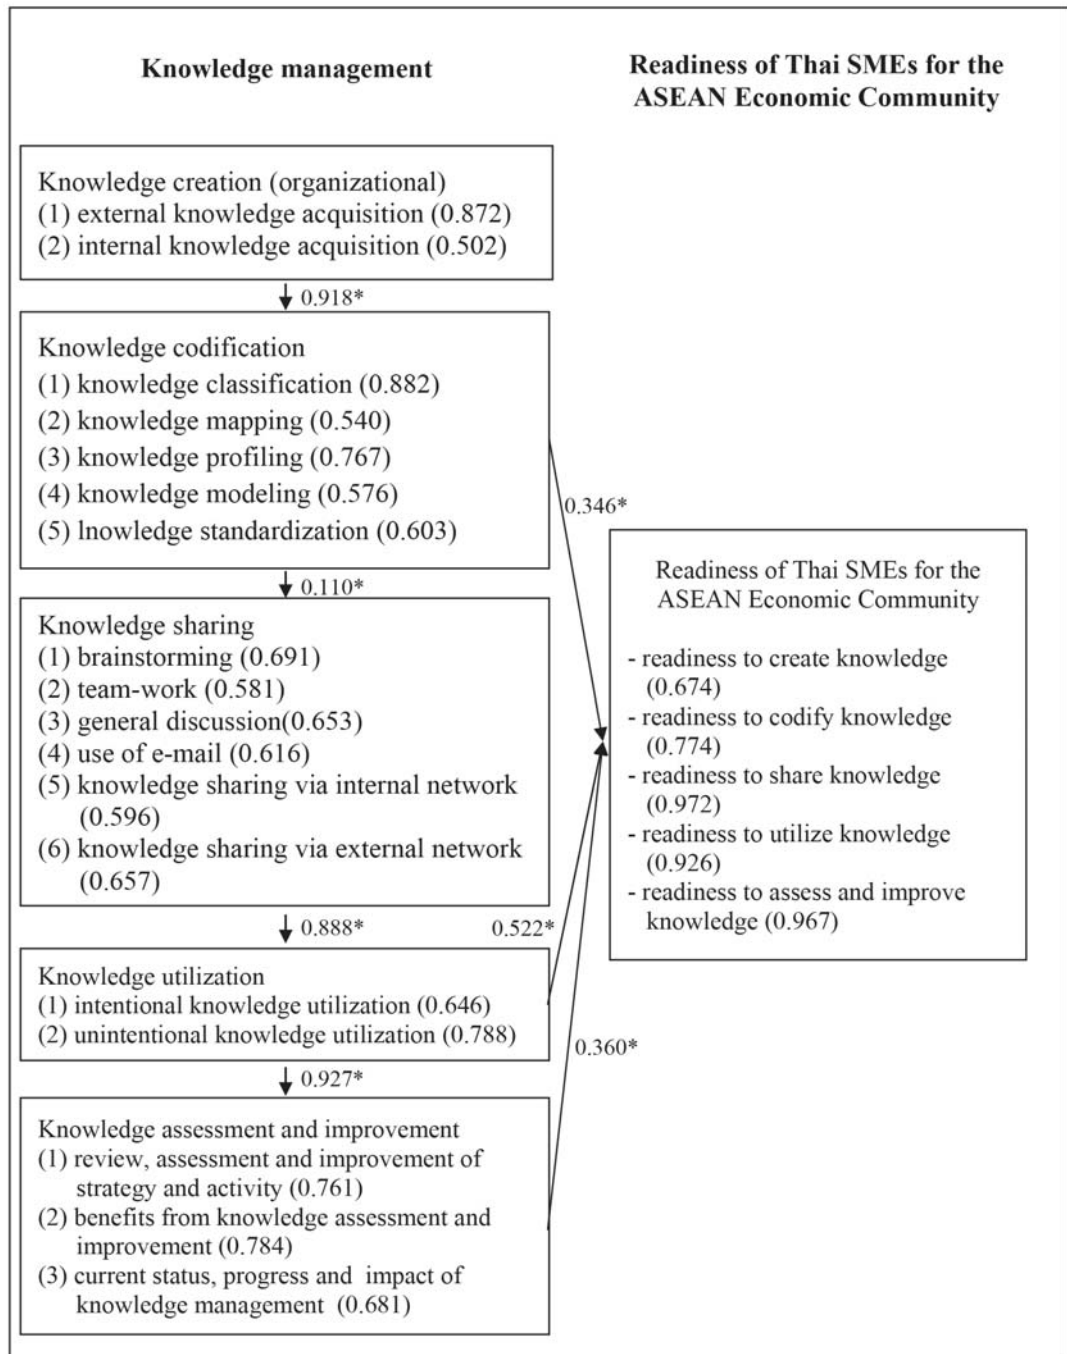 Knowledge management
Readiness of Thai SMEs for the
ASEAN Economic Community
Knowledge creation (organizational)
(1) external knowledge acquisition (0.872)
(2) internal knowledge acquisition (0.502)
0.918*
Knowledge codification
(1) knowledge classification (0.882)
(2) knowledge mapping (0.540)
(3) knowledge profiling (0.767)
(4) knowledge modeling (0.576)
(5) lnowledge standardization (0.603)
0.346*
0.110*
Knowledge sharing
(1) brainstorming (0.691)
(2) team-work (0.581)
(3) general discussion(0.653)
(4) use of e-mail (0.616)
(5) knowledge sharing via internal network
(0.596)
(6) knowledge sharing via external network
(0.657)
0.888*
0.522*
Knowledge utilization
(1) intentional knowledge utilization (0.646)
(2) unintentional knowledge utilization (0.788)
0.360*
0.927*
Knowledge assessment and improvement
(1) review, assessment and improvement of
strategy and activity (0.761)
(2) benefits from knowledge assessment and
improvement (0.784)
(3) current status, progress and impact of
knowledge management (0.681)
Readiness of Thai SMEs for the
ASEAN Economic Community
- readiness to create knowledge
(0.674)
- readiness to codify knowledge
(0.774)
- readiness to share knowledge
(0.972)
- readiness to utilize knowledge
(0.926)
- readiness to assess and improve
knowledge (0.967)